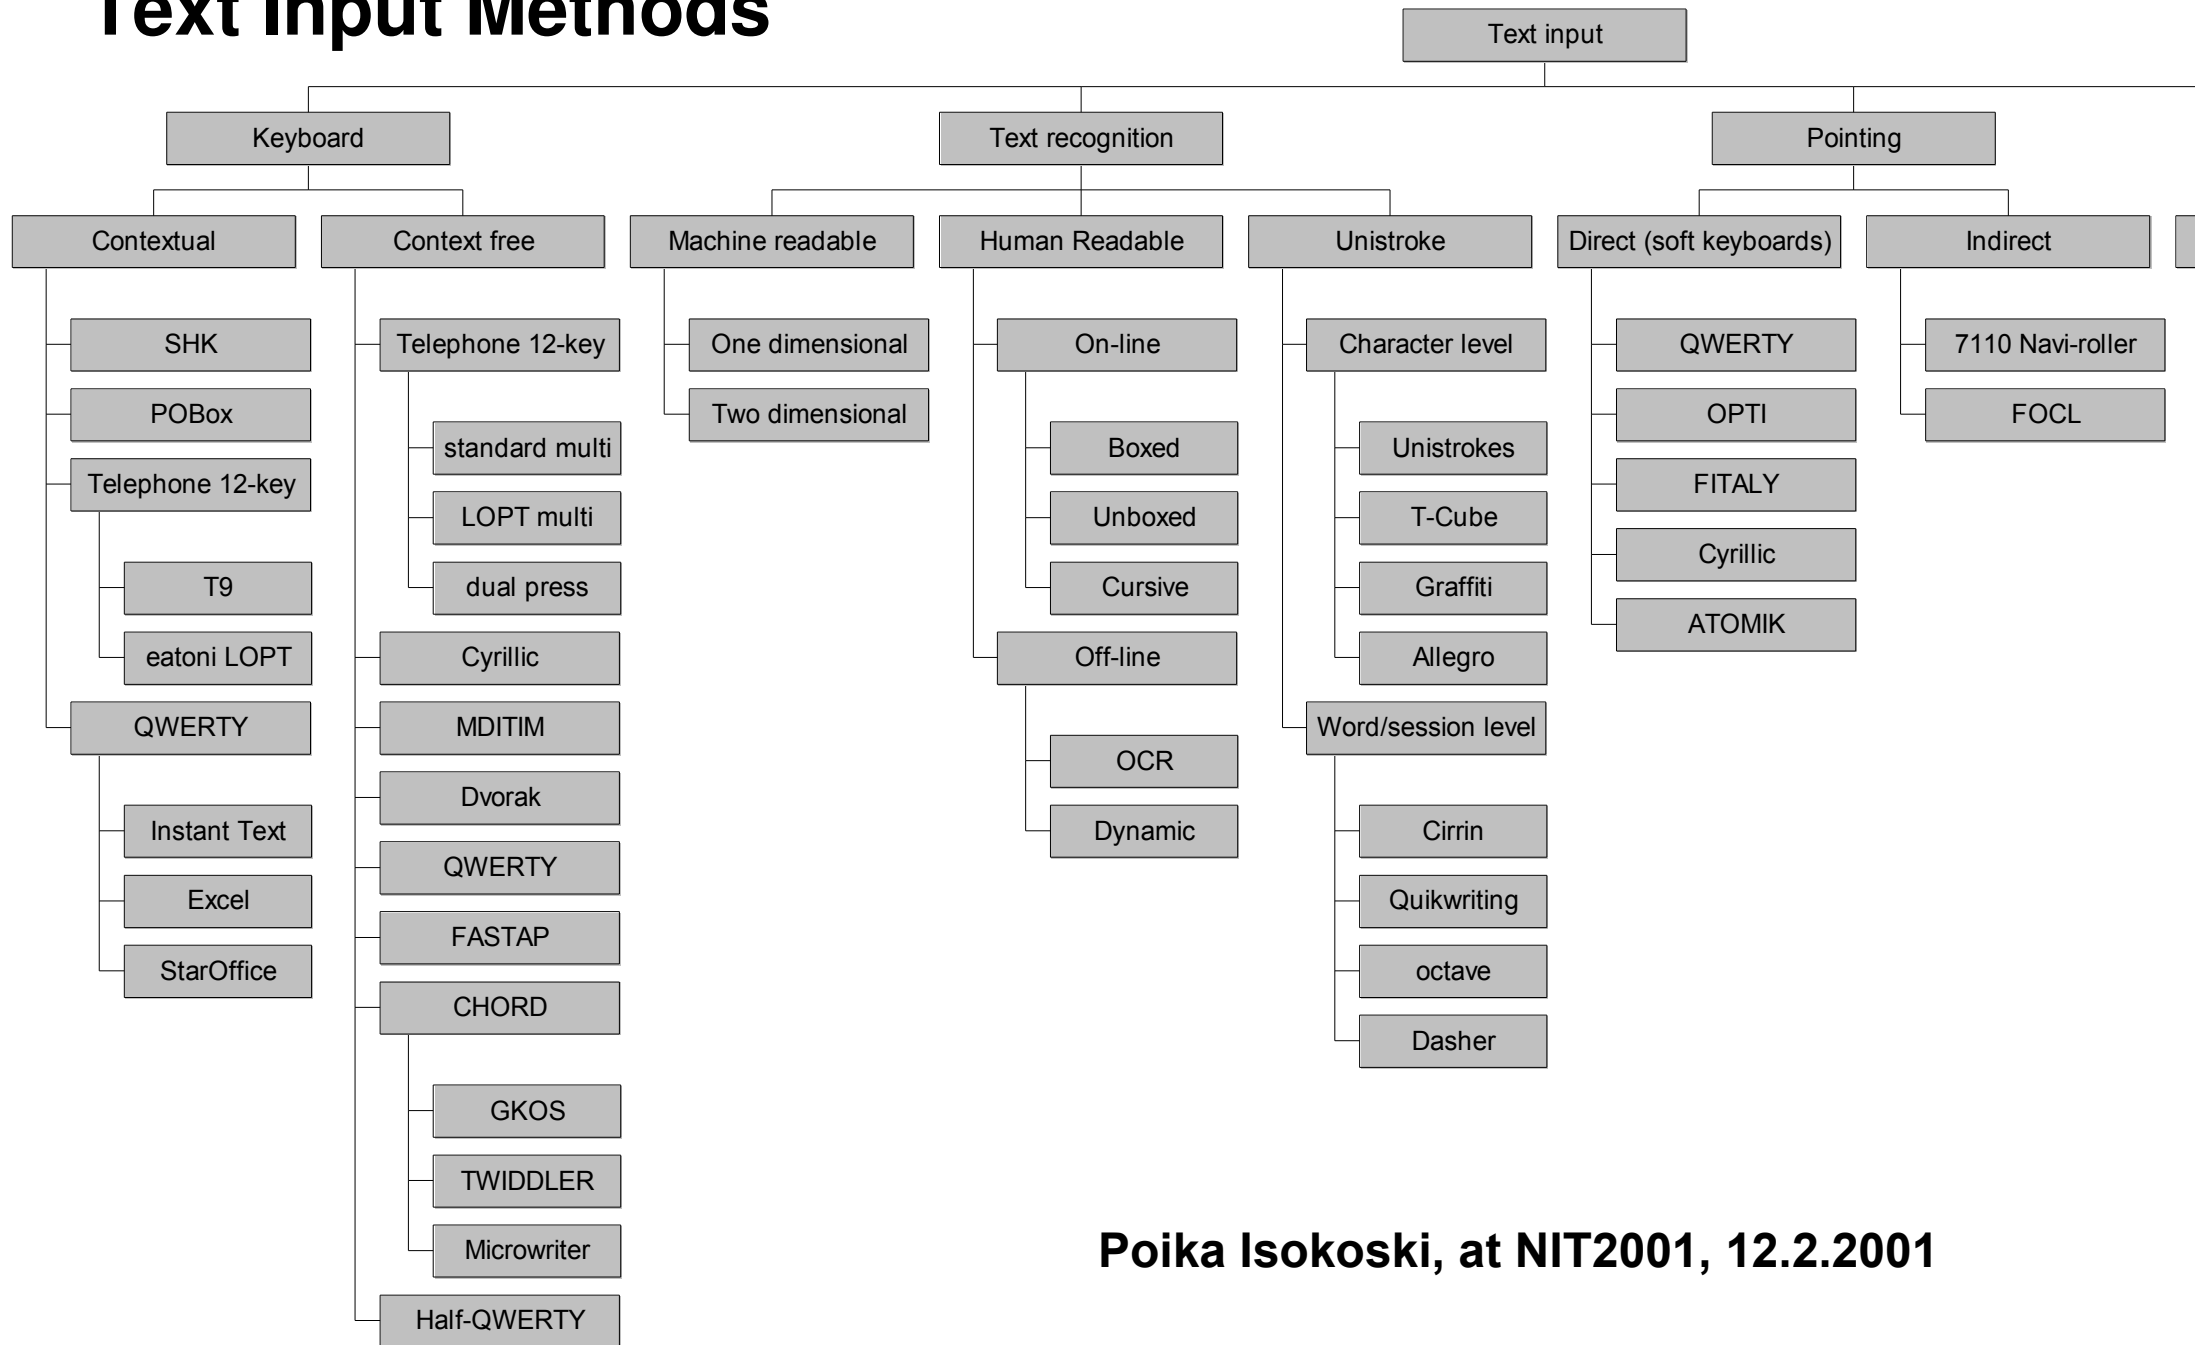 Text Input Methods
Text input
Keyboard
Text recognition
Pointing
Contextual
Context free
Machine readable
Human Readable
Unistroke
Direct (soft keyboards)
Indirect
SHK
POBox
Telephone 12-key
T9
eatoni LOPT
QWERTY
Instant Text
Excel
StarOffice
Telephone 12-key
standard multi
LOPT multi
dual press
Cyrillic
MDITIM
Dvorak
QWERTY
FASTAP
CHORD
GKOS
TWIDDLER
Microwriter
Half-QWERTY
One dimensional
Two dimensional
On-line
Boxed
Unboxed
Cursive
Off-line
OCR
Dynamic
Character level
Unistrokes
T-Cube
Graffiti
Allegro
Word/session level
Cirrin
Quikwriting
octave
Dasher
QWERTY
OPTI
FITALY
Cyrillic
ATOMIK
7110 Navi-roller
FOCL
Poika Isokoski, at NIT2001, 12.2.2001